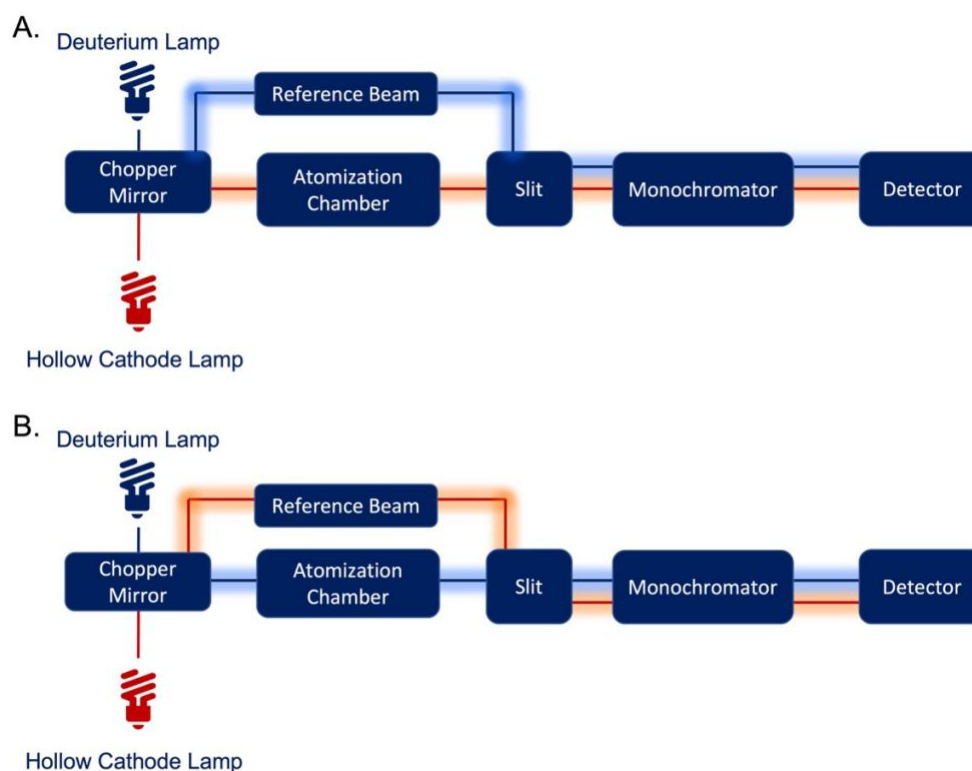 A.
Deuterium Lamp
Reference Beam
Chopper
Mirror
Atomization
Chamber
Slit
Monochromator
Detector
Hollow Cathode Lamp
B.
Deuterium Lamp
Reference Beam
Chopper
Mirror
Atomization
Chamber
Slit
Monochromator
Detector
Hollow Cathode Lamp